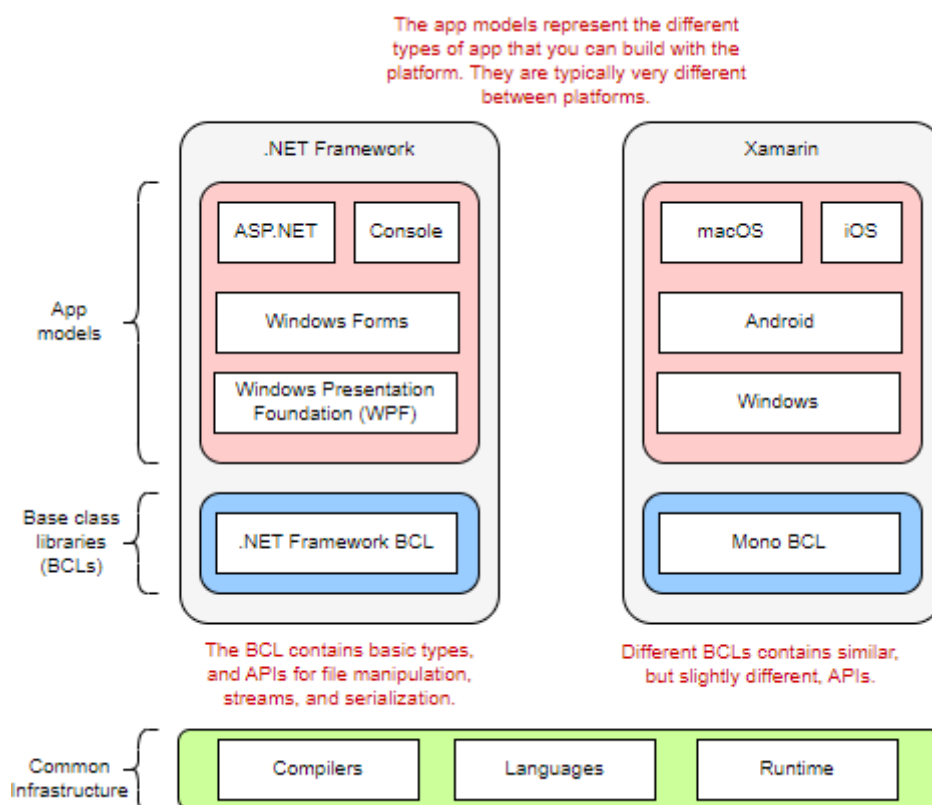 The app models represent the different
types of app that you can build with the
platform. They are typically very different
between platforms.
.NET Framework
Xamarin
ASP.NET
Console
macOS
iOS
App
models
Windows Forms
Android
Windows Presentation
Foundation (WPF)
Windows
Base class
libraries
(BCLs)
.NET Framework BCL
Mono BCL
The BCL contains basic types,
and APIs for file manipulation,
streams, and serialization.
Different BCLs contains similar,
but slightly different, APIs.
Common
Infrastructure
Compilers
Languages
Runtime